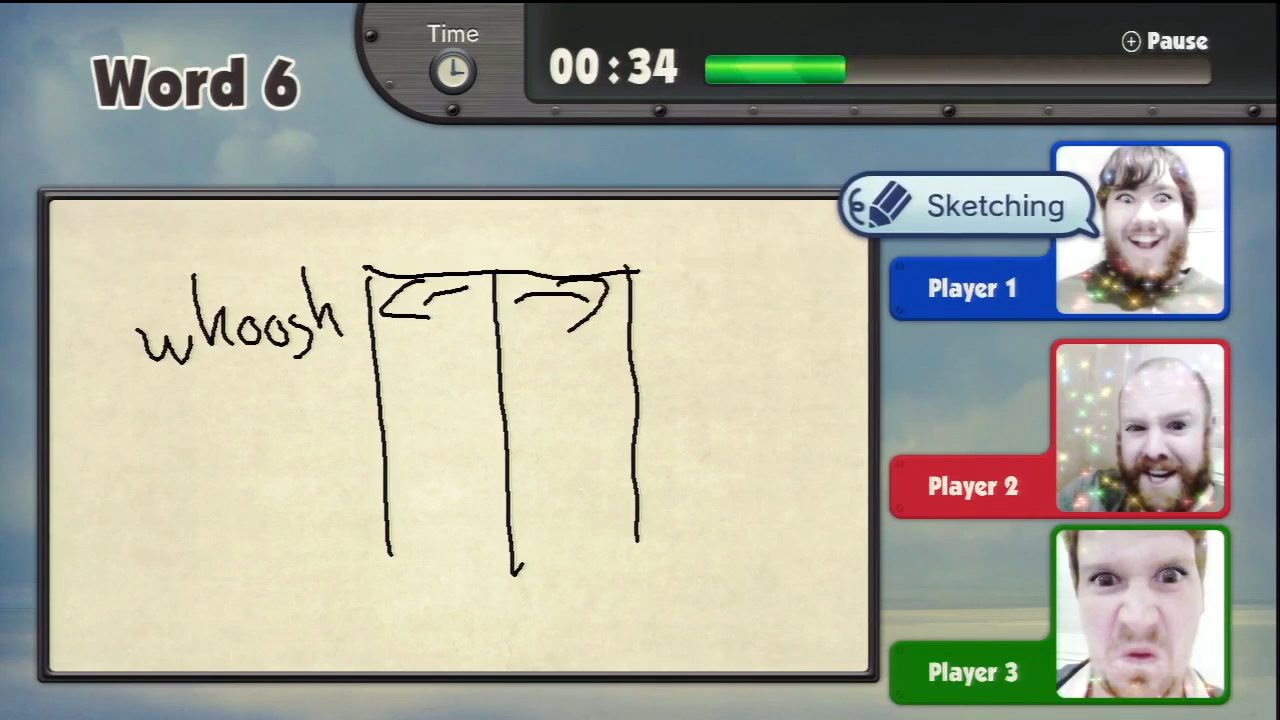 Time
Word 6
00:34
+ Pause
Sketching
whoosh
Player 1
Player 2
Player 3